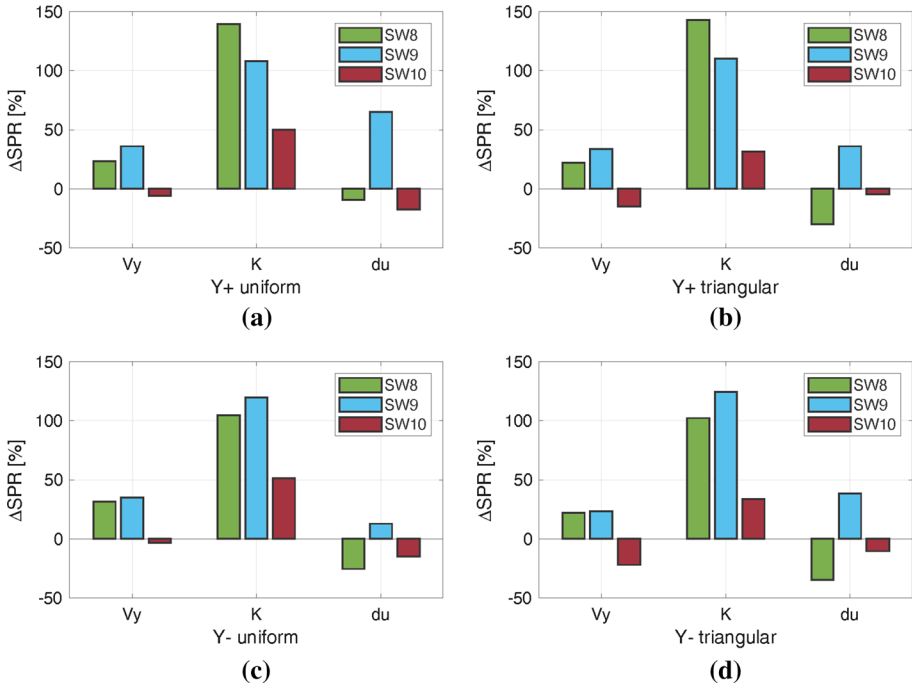 150
100
50
0
-50
ΔSPR [%]
SW8
SW9
SW10
Vy K du
Y+ uniform
(a)
150
100
50
0
-50
ΔSPR [%]
SW8
SW9
SW10
Vy K du
Y+ triangular
(b)
150
100
50
0
-50
ΔSPR [%]
SW8
SW9
SW10
Vy K du
Y- uniform
(c)
150
100
50
0
-50
ΔSPR [%]
SW8
SW9
SW10
Vy K du
Y- triangular
(d)